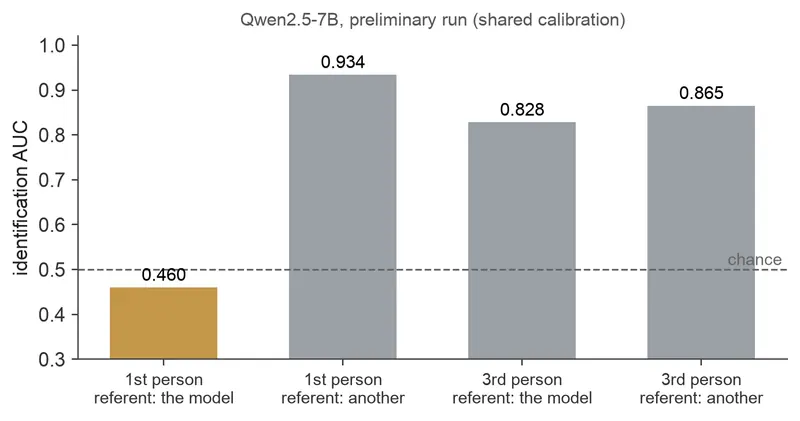 Qwen2.5-7B, preliminary run (shared calibration)
identification AUC
1.0
0.9
0.8
0.7
0.6
0.5
0.4
0.3
0.460
0.934
0.828
0.865
chance
1st person
referent: the model
1st person
referent: another
3rd person
referent: the model
3rd person
referent: another